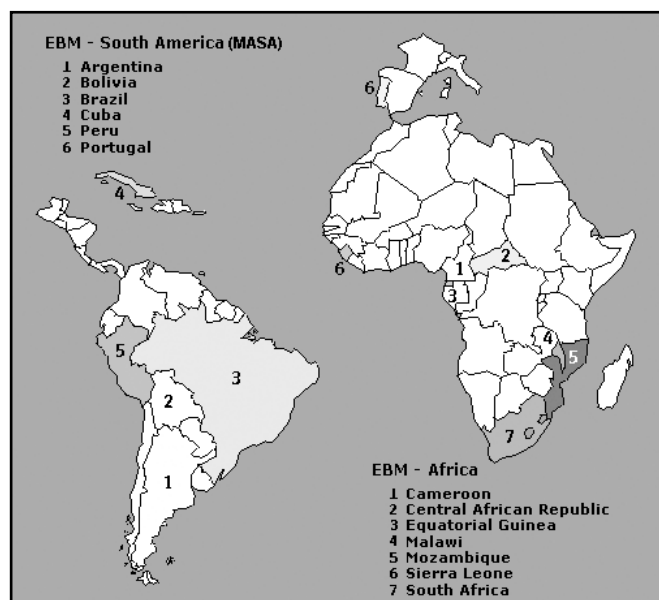 EBM - South America (MASA)
1 Argentina
2 Bolivia
3 Brazil
4 Cuba
5 Peru
6 Portugal
6
4
6
1
2
3
5
3
4
5
2
7
1
EBM - Africa
1 Cameroon
2 Central African Republic
3 Equatorial Guinea
4 Malawi
5 Mozambique
6 Sierra Leone
7 South Africa